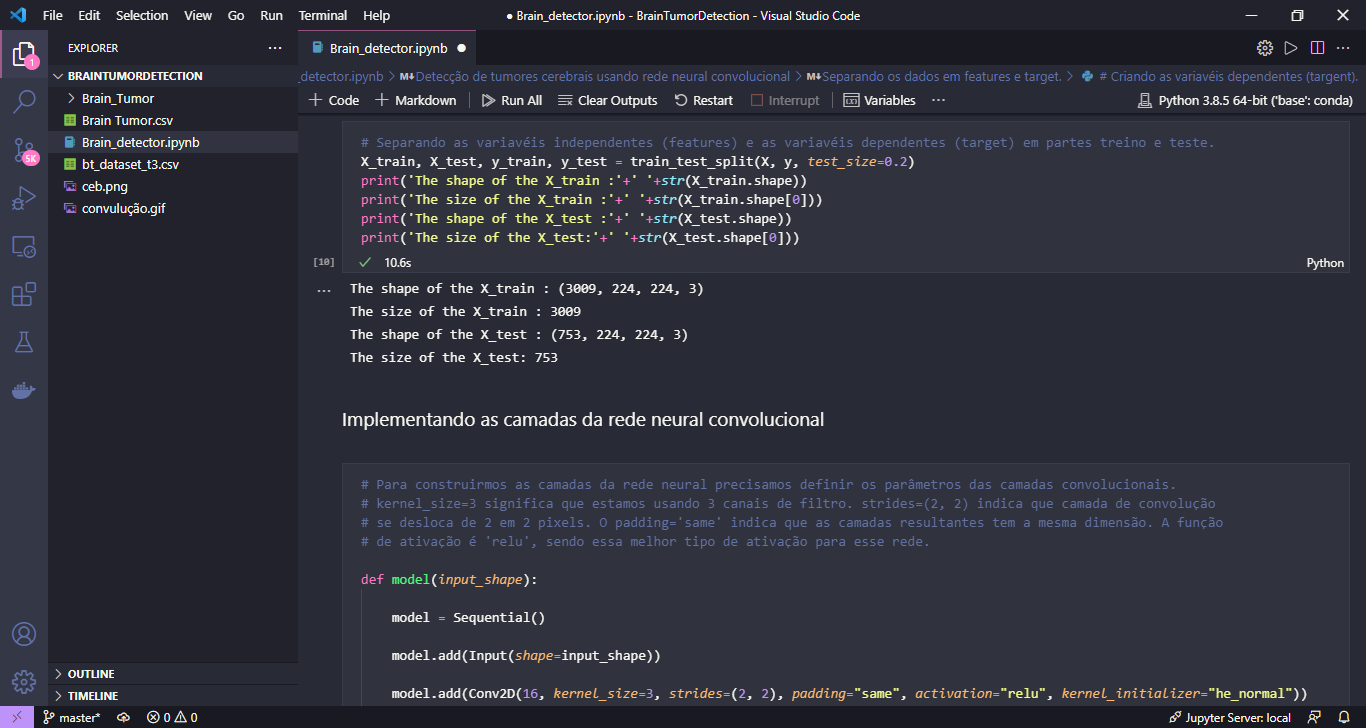 File Edit Selection View Go Run Terminal Help
● Brain_detector.ipynb - BrainTumorDetection - Visual Studio Code
EXPLORER
Brain_detector.ipynb ●
BRAINTUMORDETECTION
_detector.ipynb > M↓Detecção de tumores cerebrais usando rede neural convolucional > M↓Separando os dados em features e target. > # Criando as variavéis dependentes (targent).
Brain_Tumor
Brain Tumor.csv
Brain_detector.ipynb
bt_dataset_t3.csv
ceb.png
convulução.gif
1
5K
Code Markdown Run All Clear Outputs Restart Interrupt Variables ··· Python 3.8.5 64-bit ('base': conda)
# Separando as variavéis independentes (features) e as variavéis dependentes (target) em partes treino e teste.
X_train, X_test, y_train, y_test = train_test_split(X, y, test_size=0.2)
print('The shape of the X_train :'+' '+str(X_train.shape))
print('The size of the X_train :'+' '+str(X_train.shape[0]))
print('The shape of the X_test :'+' '+str(X_test.shape))
print('The size of the X_test:'+' '+str(X_test.shape[0]))
[10] ✓ 10.6s Python
The shape of the X_train : (3009, 224, 224, 3)
The size of the X_train : 3009
The shape of the X_test : (753, 224, 224, 3)
The size of the X_test: 753
Implementando as camadas da rede neural convolucional
# Para construirmos as camadas da rede neural precisamos definir os parâmetros das camadas convolucionais.
# kernel_size=3 significa que estamos usando 3 canais de filtro. strides=(2, 2) indica que camada de convolução
# se desloca de 2 em 2 pixels. O padding='same' indica que as camadas resultantes tem a mesma dimensão. A função
# de ativação é 'relu', sendo essa melhor tipo de ativação para esse rede.
def model(input_shape):
model = Sequential()
model.add(Input(shape=input_shape))
model.add(Conv2D(16, kernel_size=3, strides=(2, 2), padding="same", activation="relu", kernel_initializer="he_normal"))
OUTLINE
TIMELINE
master* 0 0 Jupyter Server: local